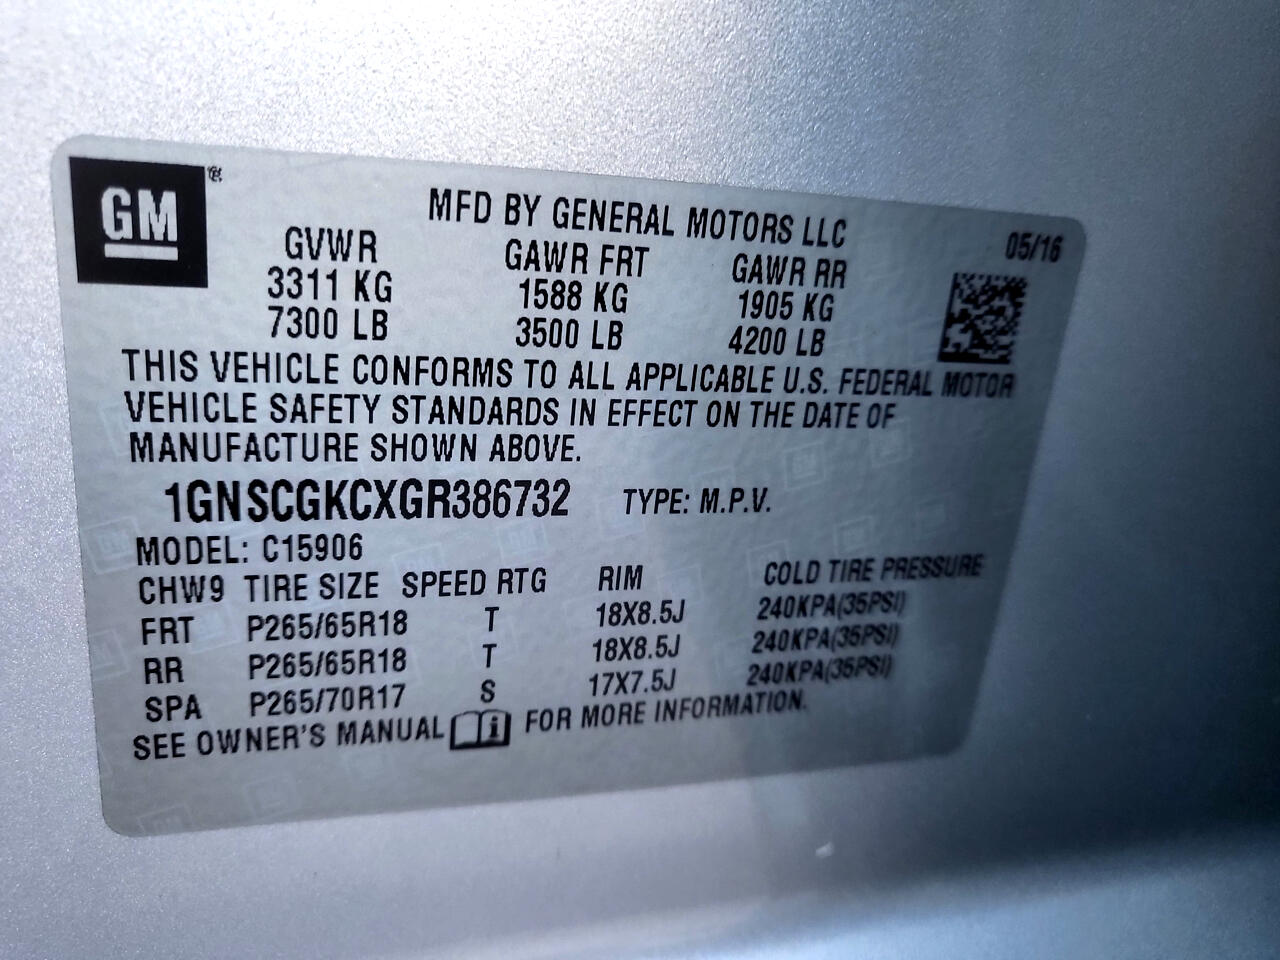 GM
MFD BY GENERAL MOTORS LLC
05/16
GVWR GAWR FRT GAWR RR
3311 KG 1588 KG 1905 KG
7300 LB 3500 LB 4200 LB
THIS VEHICLE CONFORMS TO ALL APPLICABLE U.S. FEDERAL MOTOR
VEHICLE SAFETY STANDARDS IN EFFECT ON THE DATE OF
MANUFACTURE SHOWN ABOVE.
1GNSCGKCXGR386732 TYPE: M.P.V.
MODEL: C15906
CHW9 TIRE SIZE SPEED RTG RIM COLD TIRE PRESSURE
FRT P265/65R18 T 18X8.5J 240KPA(35PSI)
RR P265/65R18 T 18X8.5J 240KPA(35PSI)
SPA P265/70R17 S 17X7.5J 240KPA(35PSI)
SEE OWNER'S MANUAL i FOR MORE INFORMATION.